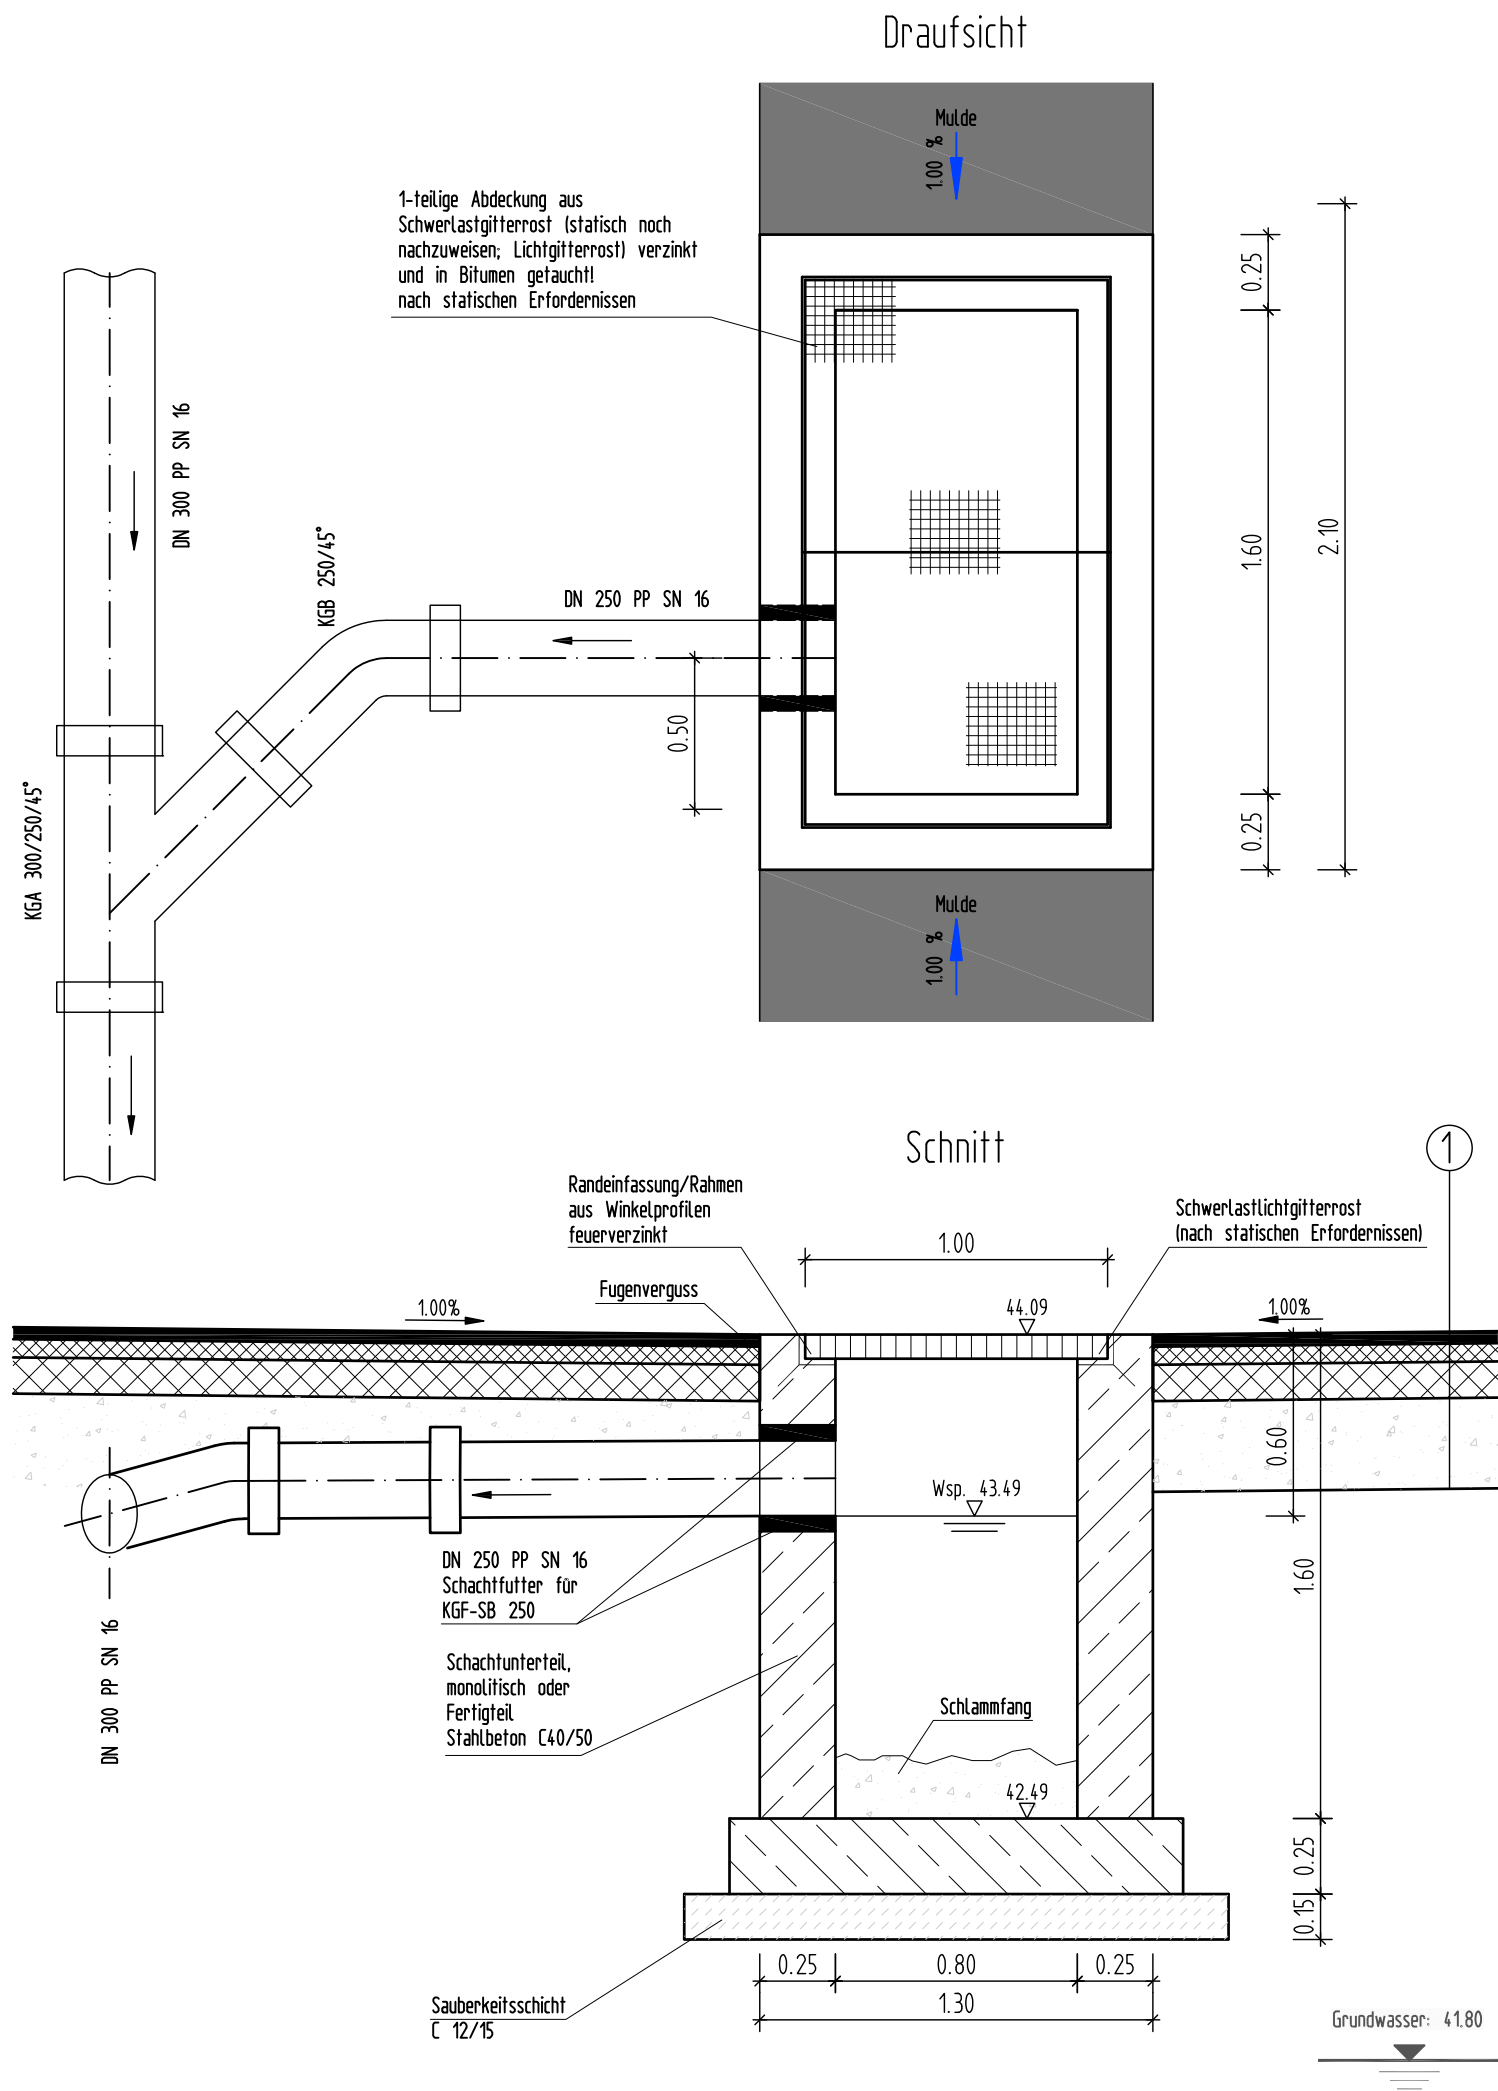 Draufsicht
Mulde
1.00 %
1-teilige Abdeckung aus
Schwerlastgitterrost (statisch noch
nachzuweisen; Lichtgitterrost) verzinkt
und in Bitumen getaucht!
nach statischen Erfordernissen
0.25
DN 300 PP SN 16
KGB 250/45°
1.60
2.10
DN 250 PP SN 16
0.50
KGA 300/250/45°
0.25
Mulde
1.00 %
Schnitt
1
Randeinfassung/Rahmen
aus Winkelprofilen
feuerverzinkt
Schwerlastlichtgitterrost
(nach statischen Erfordernissen)
1.00
Fugenverguss
1.00%
44.09
1.00%
0.60
Wsp. 43.49
DN 250 PP SN 16
Schachtfutter für
KGF-SB 250
1.60
DN 300 PP SN 16
Schachtunterteil,
monolitisch oder
Fertigteil
Stahlbeton C40/50
Schlammfang
42.49
0.25
0.15
0.25
0.80
0.25
1.30
Sauberkeitsschicht
C 12/15
Grundwasser: 41.80